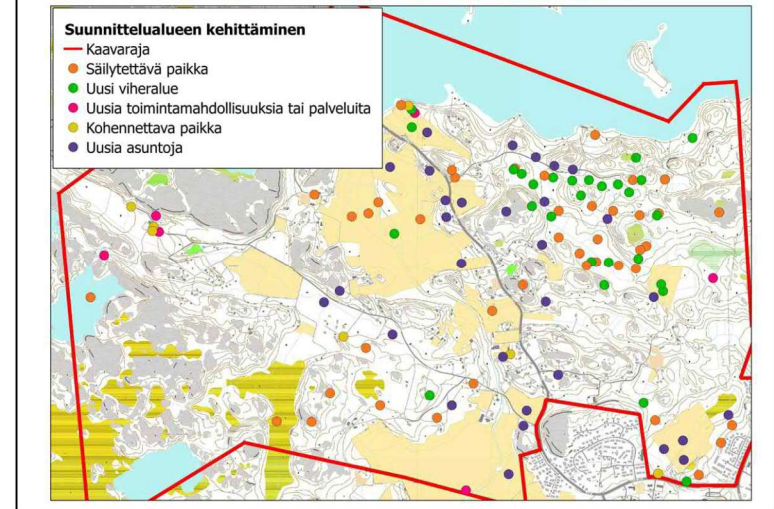 Suunnittelualueen kehittäminen
Kaavaraja
Säilytettävä paikka
Uusi viheralue
Uusia toimintamahdollisuuksia tai palveluita
Kohennettava paikka
Uusia asuntoja